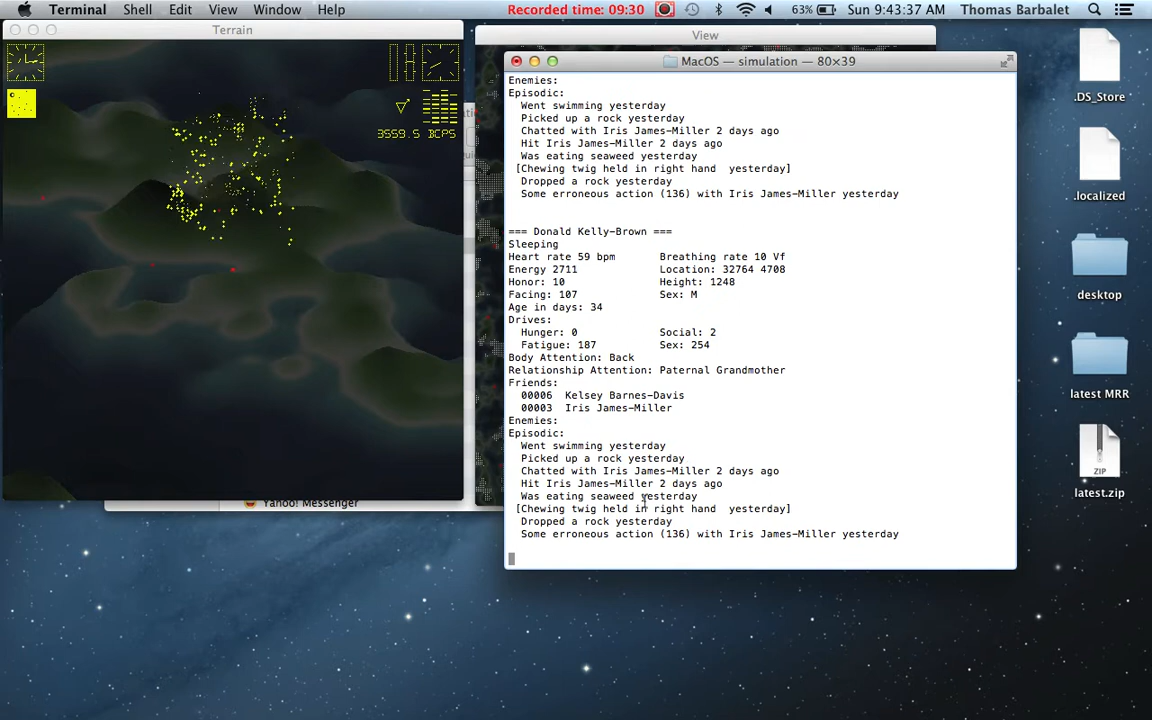 Terminal Shell Edit View Window Help Recorded time: 09:30 63% Sun 9:43:37 AM Thomas Barbalet
Terrain
3558.5 BCPS
View
MacOS — simulation — 80×39
Enemies:
Episodic:
Went swimming yesterday
Picked up a rock yesterday
Chatted with Iris James-Miller 2 days ago
Hit Iris James-Miller 2 days ago
Was eating seaweed yesterday
[Chewing twig held in right hand  yesterday]
Dropped a rock yesterday
Some erroneous action (136) with Iris James-Miller yesterday
=== Donald Kelly-Brown ===
Sleeping
Heart rate 59 bpm Breathing rate 10 Vf
Energy 2711 Location: 32764 4708
Honor: 10 Height: 1248
Facing: 107 Sex: M
Age in days: 34
Drives:
Hunger: 0 Social: 2
Fatigue: 187 Sex: 254
Body Attention: Back
Relationship Attention: Paternal Grandmother
Friends:
00006 Kelsey Barnes-Davis
00003 Iris James-Miller
Enemies:
Episodic:
Went swimming yesterday
Picked up a rock yesterday
Chatted with Iris James-Miller 2 days ago
Hit Iris James-Miller 2 days ago
Was eating seaweed yesterday
[Chewing twig held in right hand  yesterday]
Dropped a rock yesterday
Some erroneous action (136) with Iris James-Miller yesterday
Yahoo! Messenger
.DS_Store
.localized
desktop
latest MRR
ZIP
latest.zip